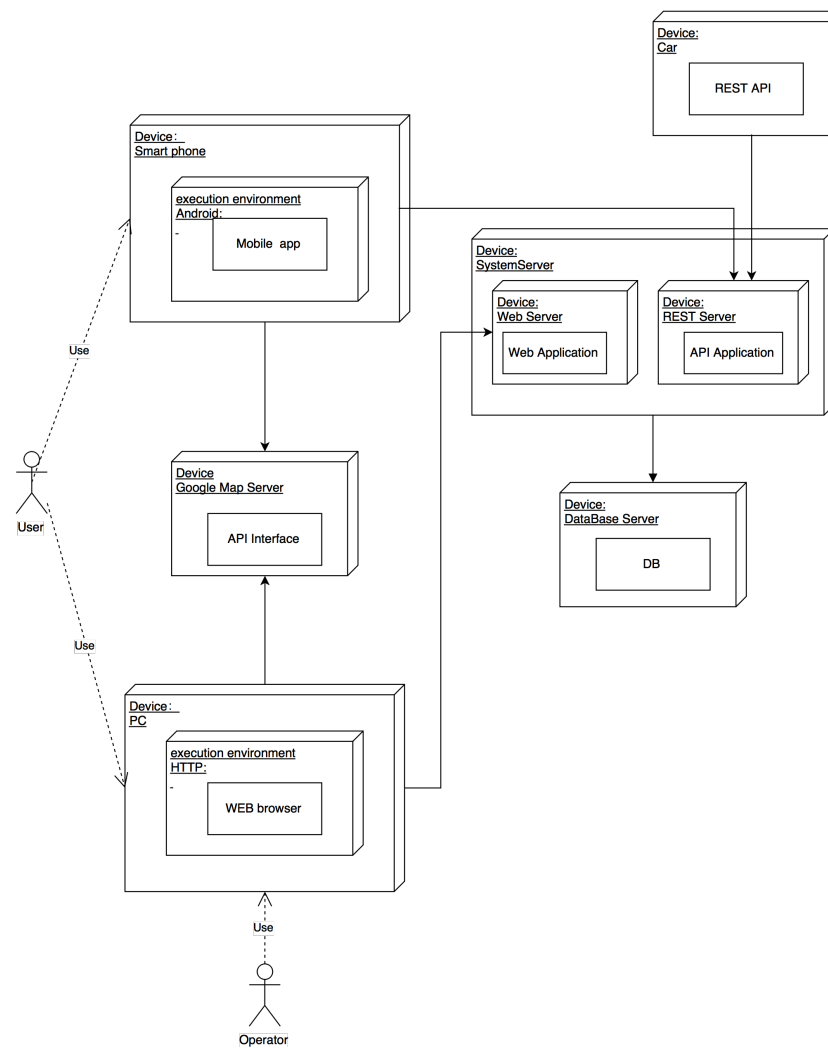 Device:
Car
REST API
Device：
Smart phone
execution environment
Android:
-
Mobile app
Device:
SystemServer
Device:
Web Server
Web Application
Device:
REST Server
API Application
Use
Device
Google Map Server
API Interface
User
Device:
DataBase Server
DB
Use
Device：
PC
execution environment
HTTP:
-
WEB browser
Use
Operator